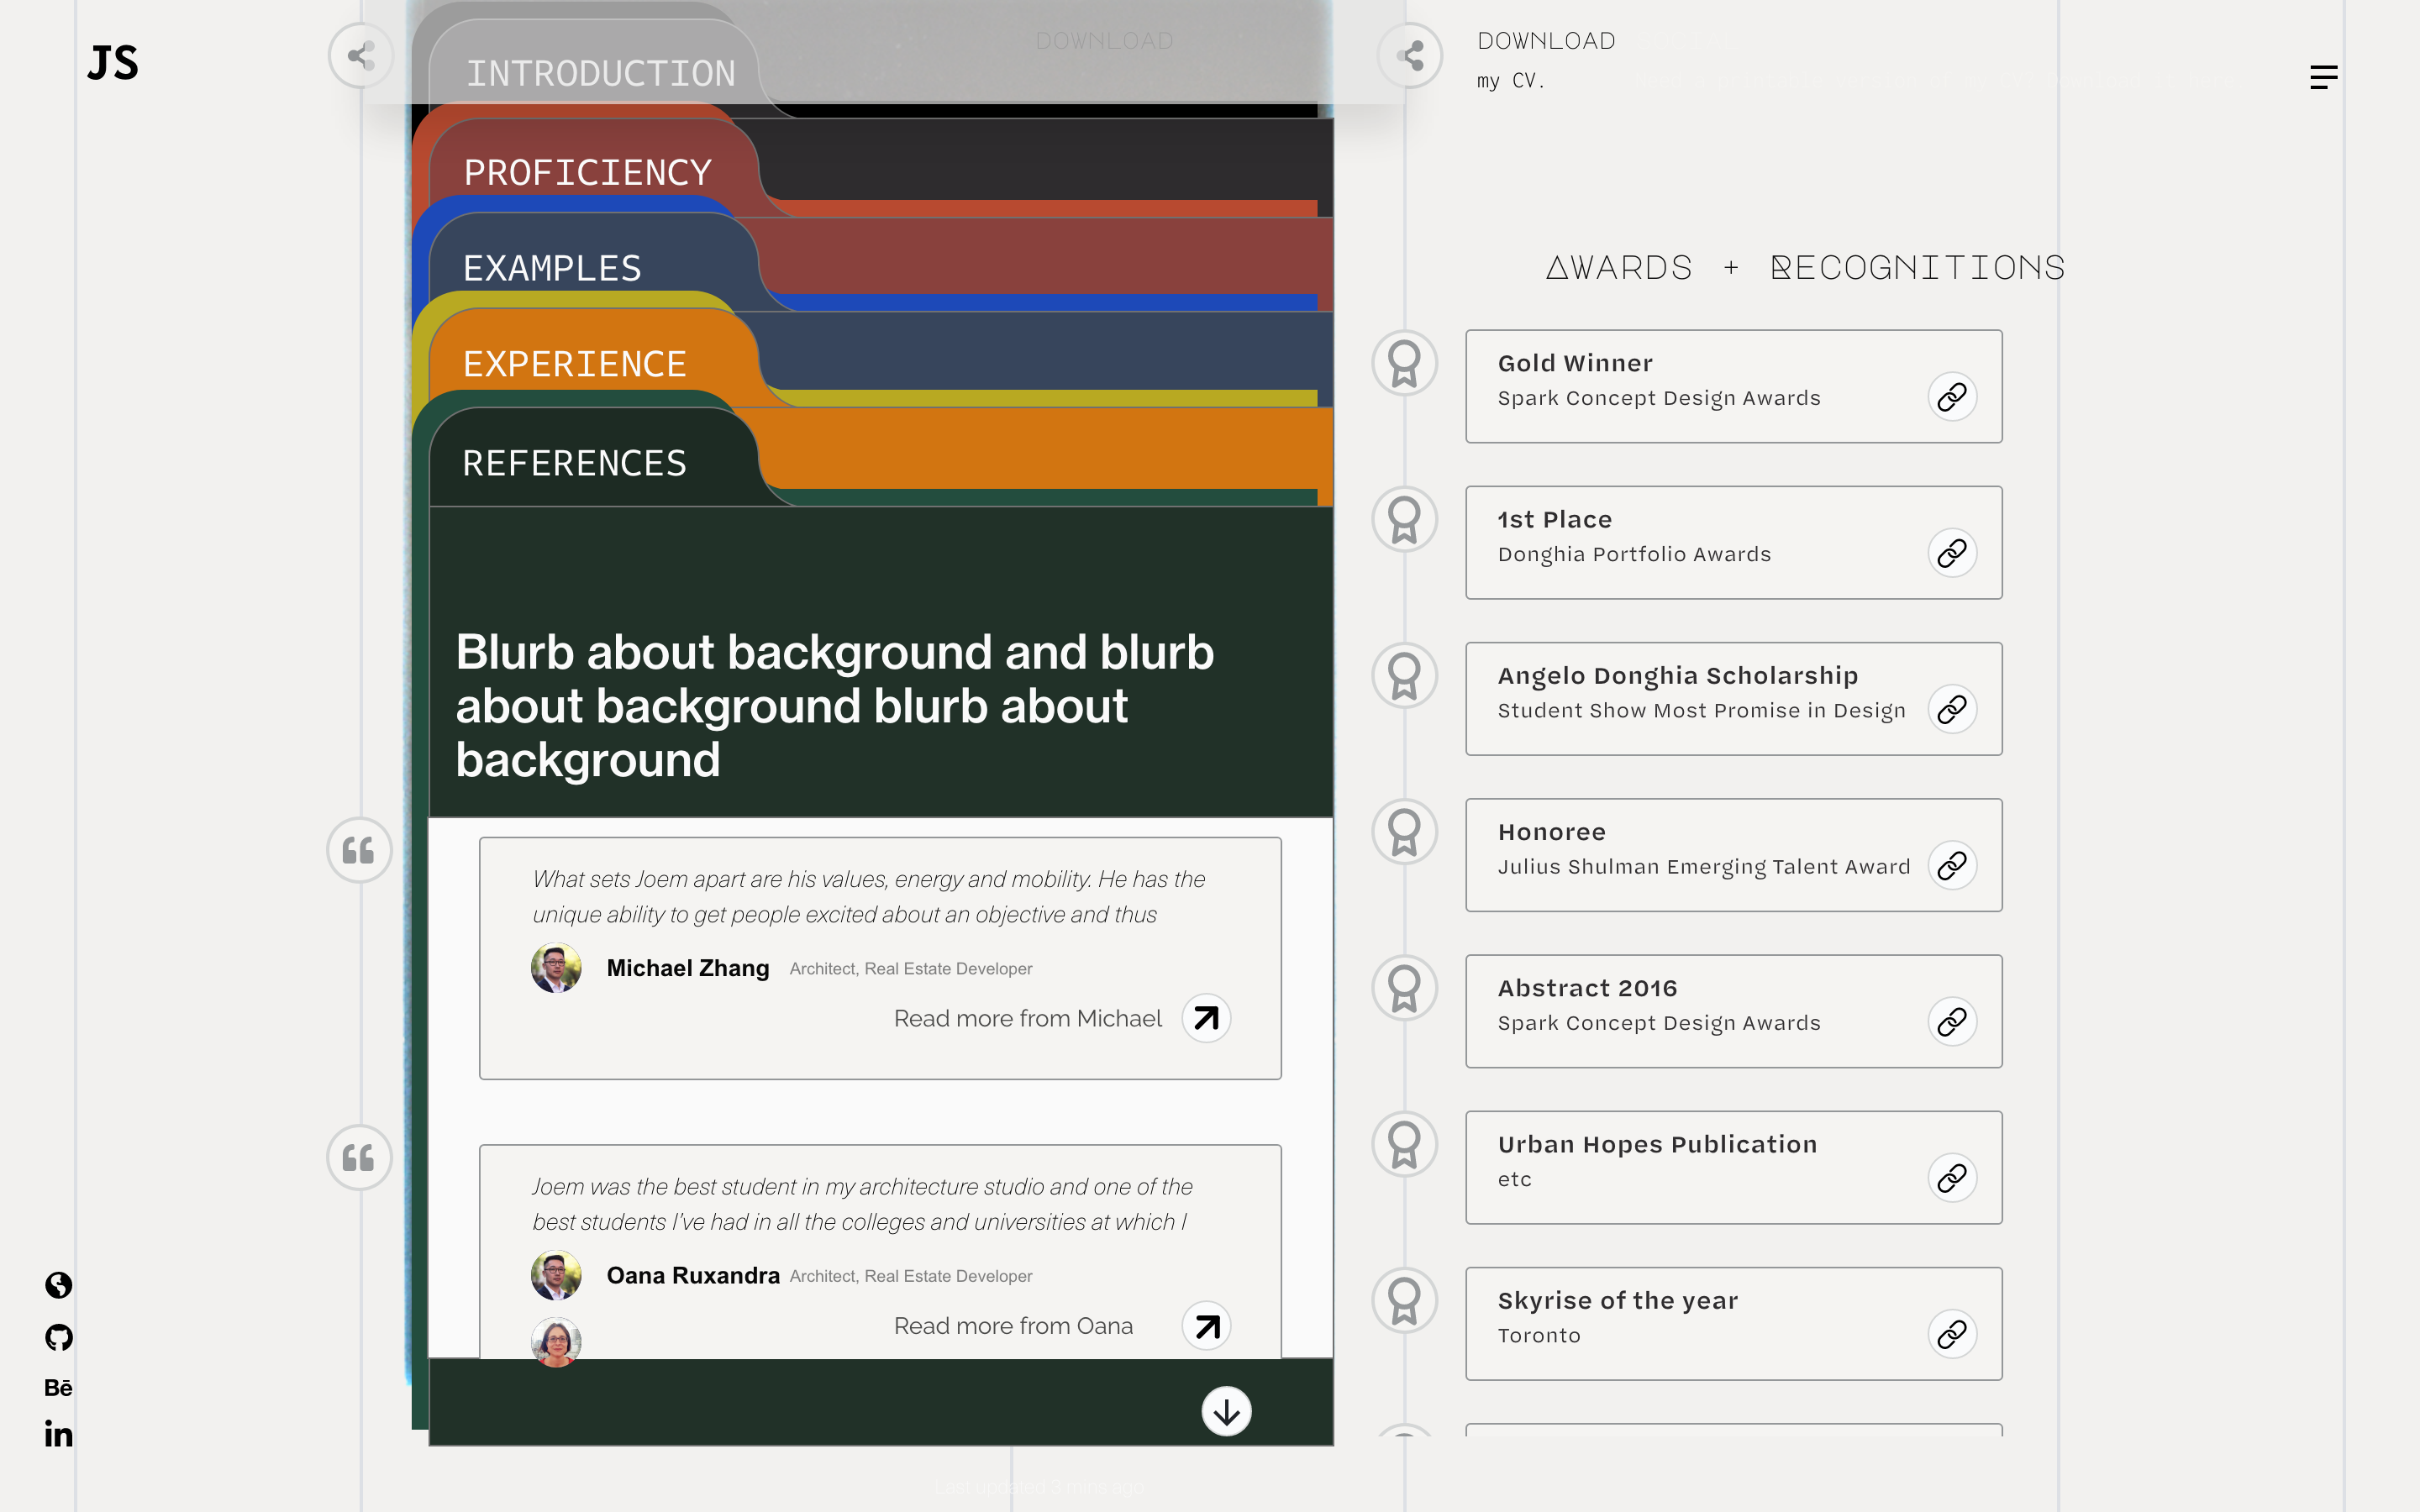 JS
DOWNLOAD
INTRODUCTION
PROFICIENCY
EXAMPLES
EXPERIENCE
REFERENCES
Blurb about background and blurb
about background blurb about
background
What sets Joem apart are his values, energy and mobility. He has the
unique ability to get people excited about an objective and thus
Michael Zhang Architect, Real Estate Developer
Read more from Michael
Joem was the best student in my architecture studio and one of the
best students I've had in all the colleges and universities at which I
Oana Ruxandra Architect, Real Estate Developer
Read more from Oana
Last updated 3 mins ago
DOWNLOAD
my CV.
AWARDS + RECOGNITIONS
Gold Winner
Spark Concept Design Awards
1st Place
Donghia Portfolio Awards
Angelo Donghia Scholarship
Student Show Most Promise in Design
Honoree
Julius Shulman Emerging Talent Award
Abstract 2016
Spark Concept Design Awards
Urban Hopes Publication
etc
Skyrise of the year
Toronto
Bē
in